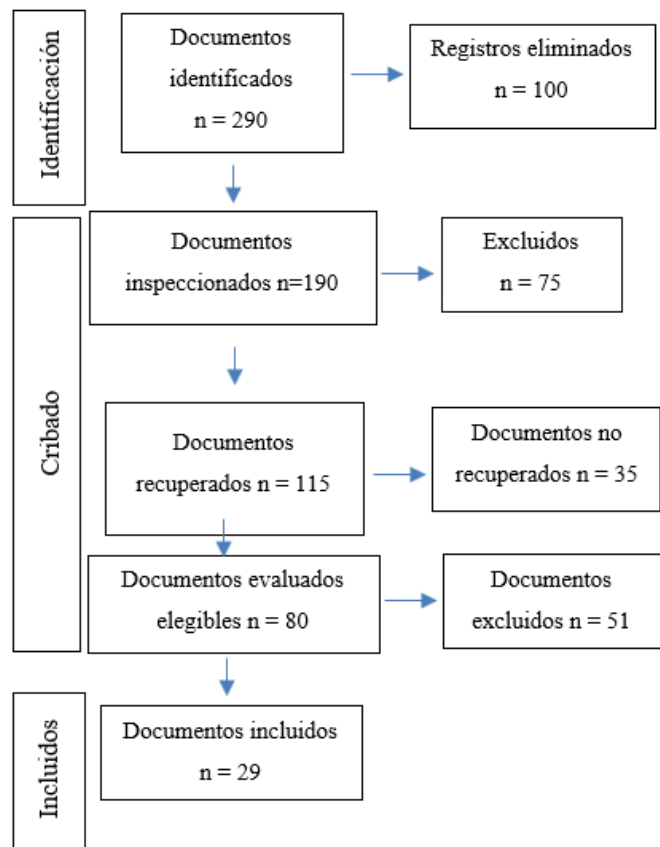 Identificación
Documentos
identificados
n = 290
Registros eliminados
n = 100
Cribado
Documentos
inspeccionados n=190
Excluidos
n = 75
Documentos
recuperados n = 115
Documentos no
recuperados n = 35
Documentos evaluados
elegibles n = 80
Documentos
excluidos n = 51
Incluidos
Documentos incluidos
n = 29